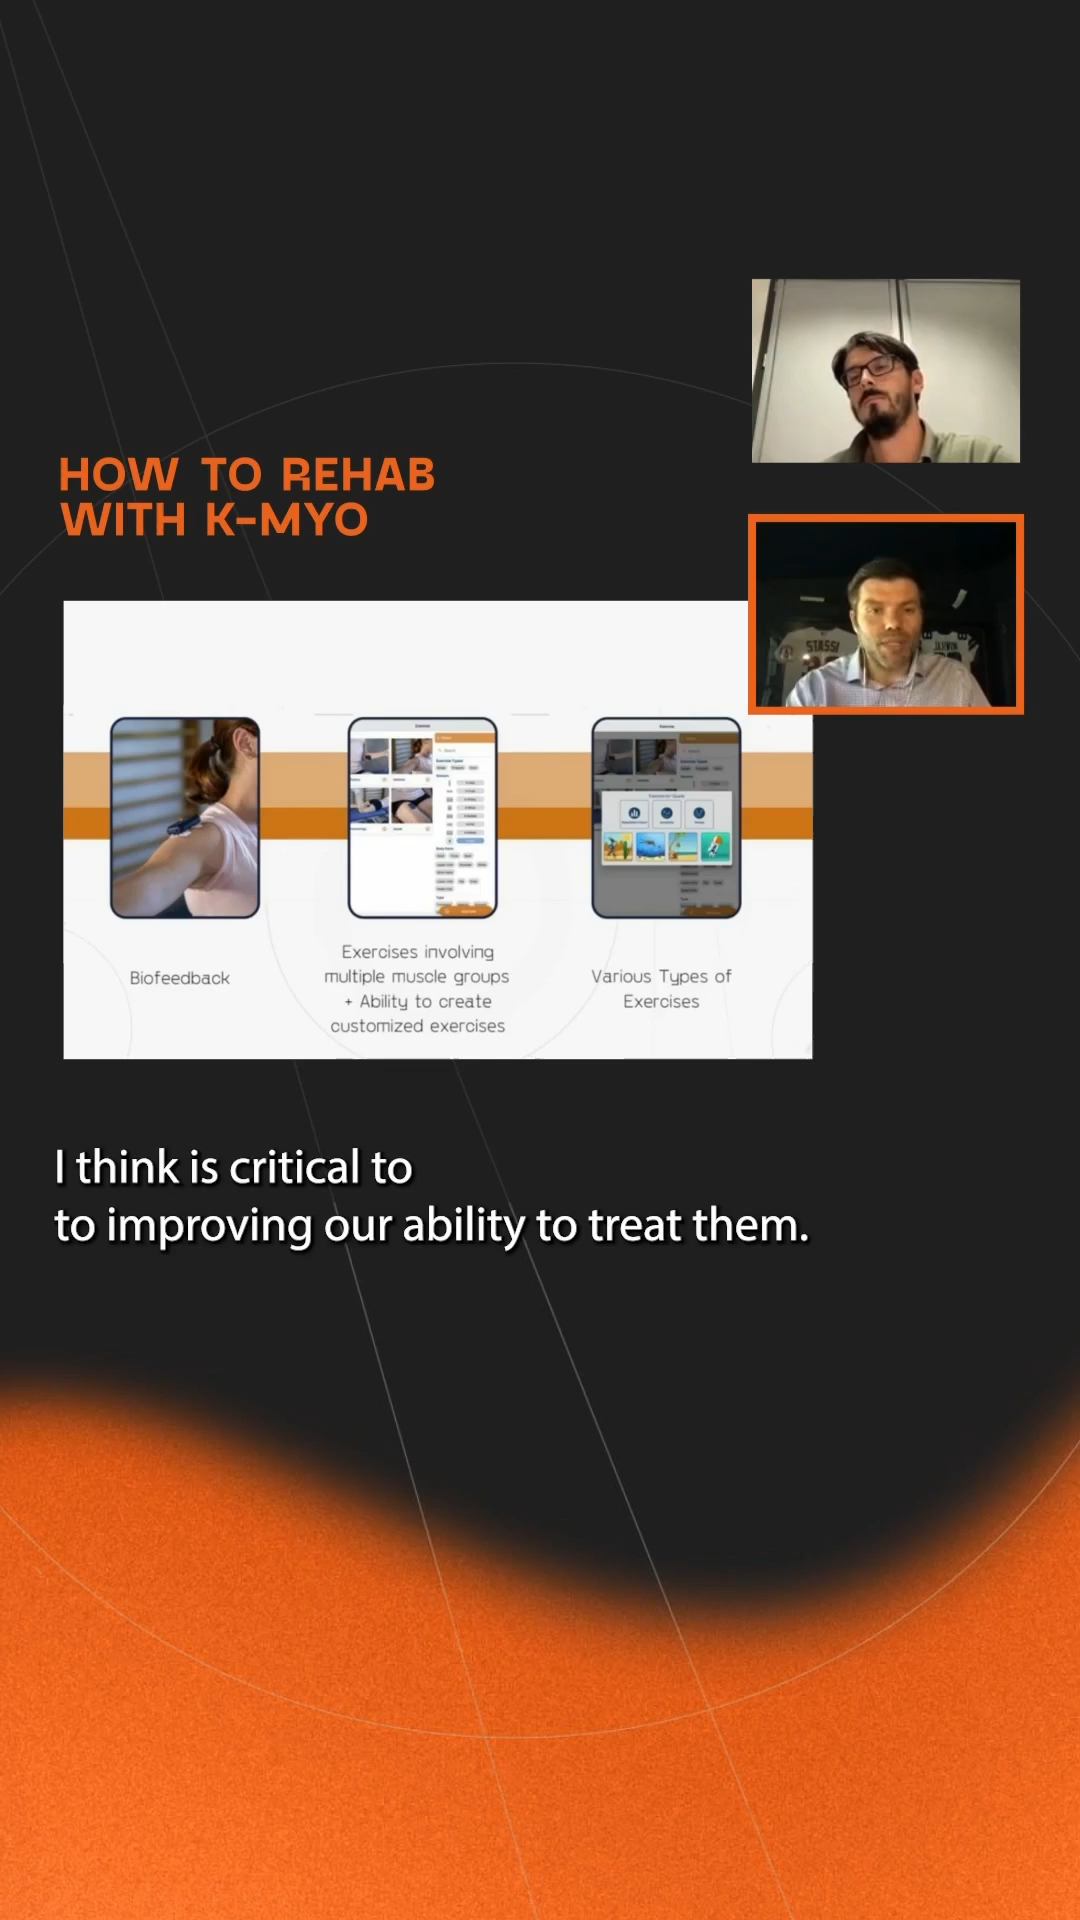 HOW TO REHAB
WITH K-MYO
STASSI
Biofeedback
Exercises involving
multiple muscle groups
+ Ability to create
customized exercises
Various Types of
Exercises
I think is critical to
to improving our ability to treat them.